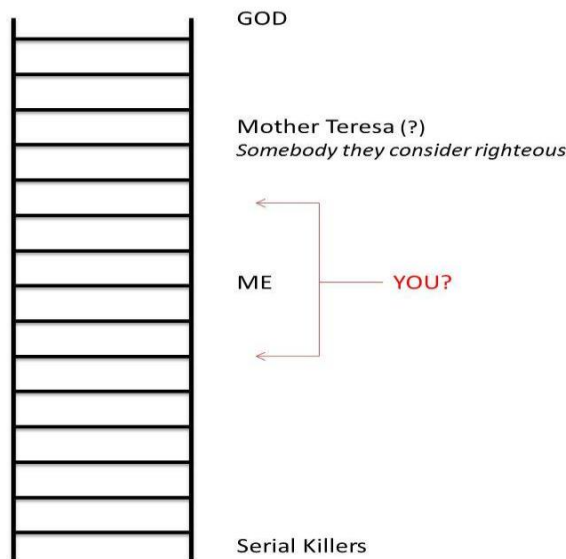 GOD
Mother Teresa (?)
Somebody they consider righteous
ME
YOU?
Serial Killers